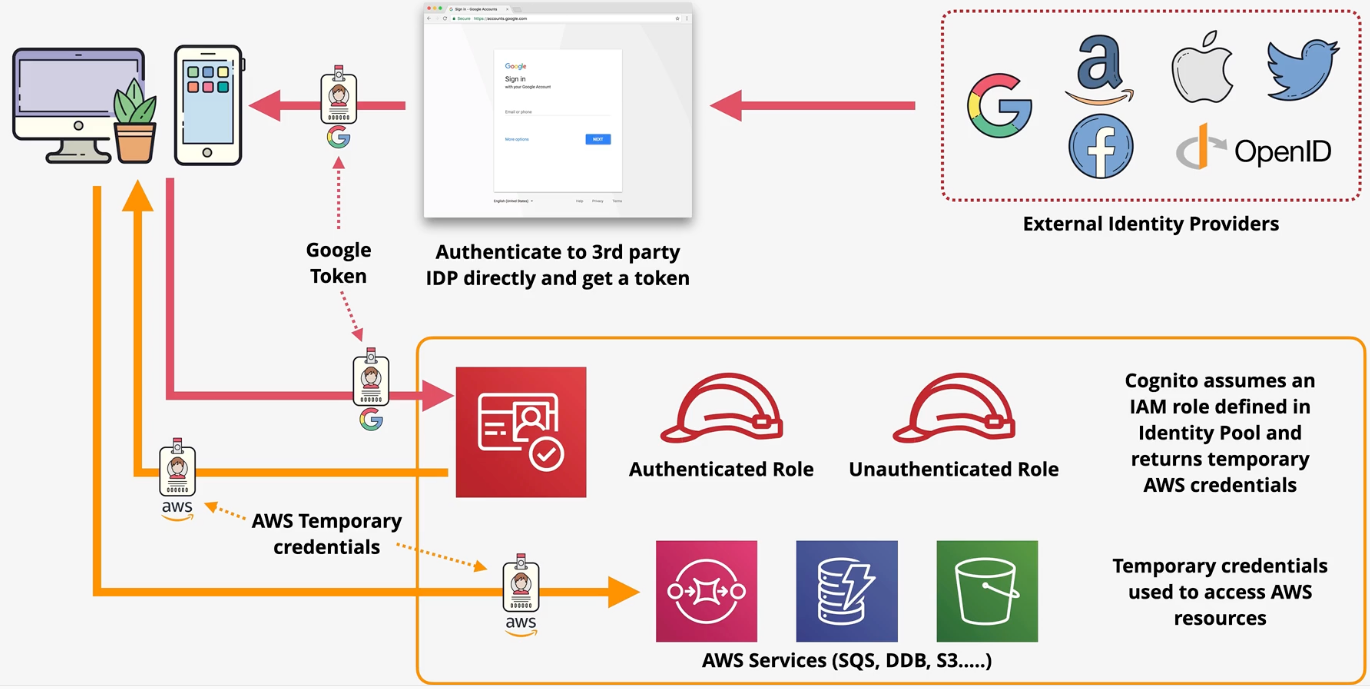 Sign in - Google Accounts
Secure
https://accounts.google.com
Google
Sign in
with your Google Account
Email or phone
More options
NEXT
English (United States)
Help
Privacy
Terms
a
f
OpenID
External Identity Providers
Authenticate to 3rd party
IDP directly and get a token
Google
Token
Cognito assumes an
IAM role defined in
Identity Pool and
returns temporary
AWS credentials
Authenticated Role
Unauthenticated Role
aws
AWS Temporary
credentials
aws
Temporary credentials
used to access AWS
resources
AWS Services (SQS, DDB, S3.....)